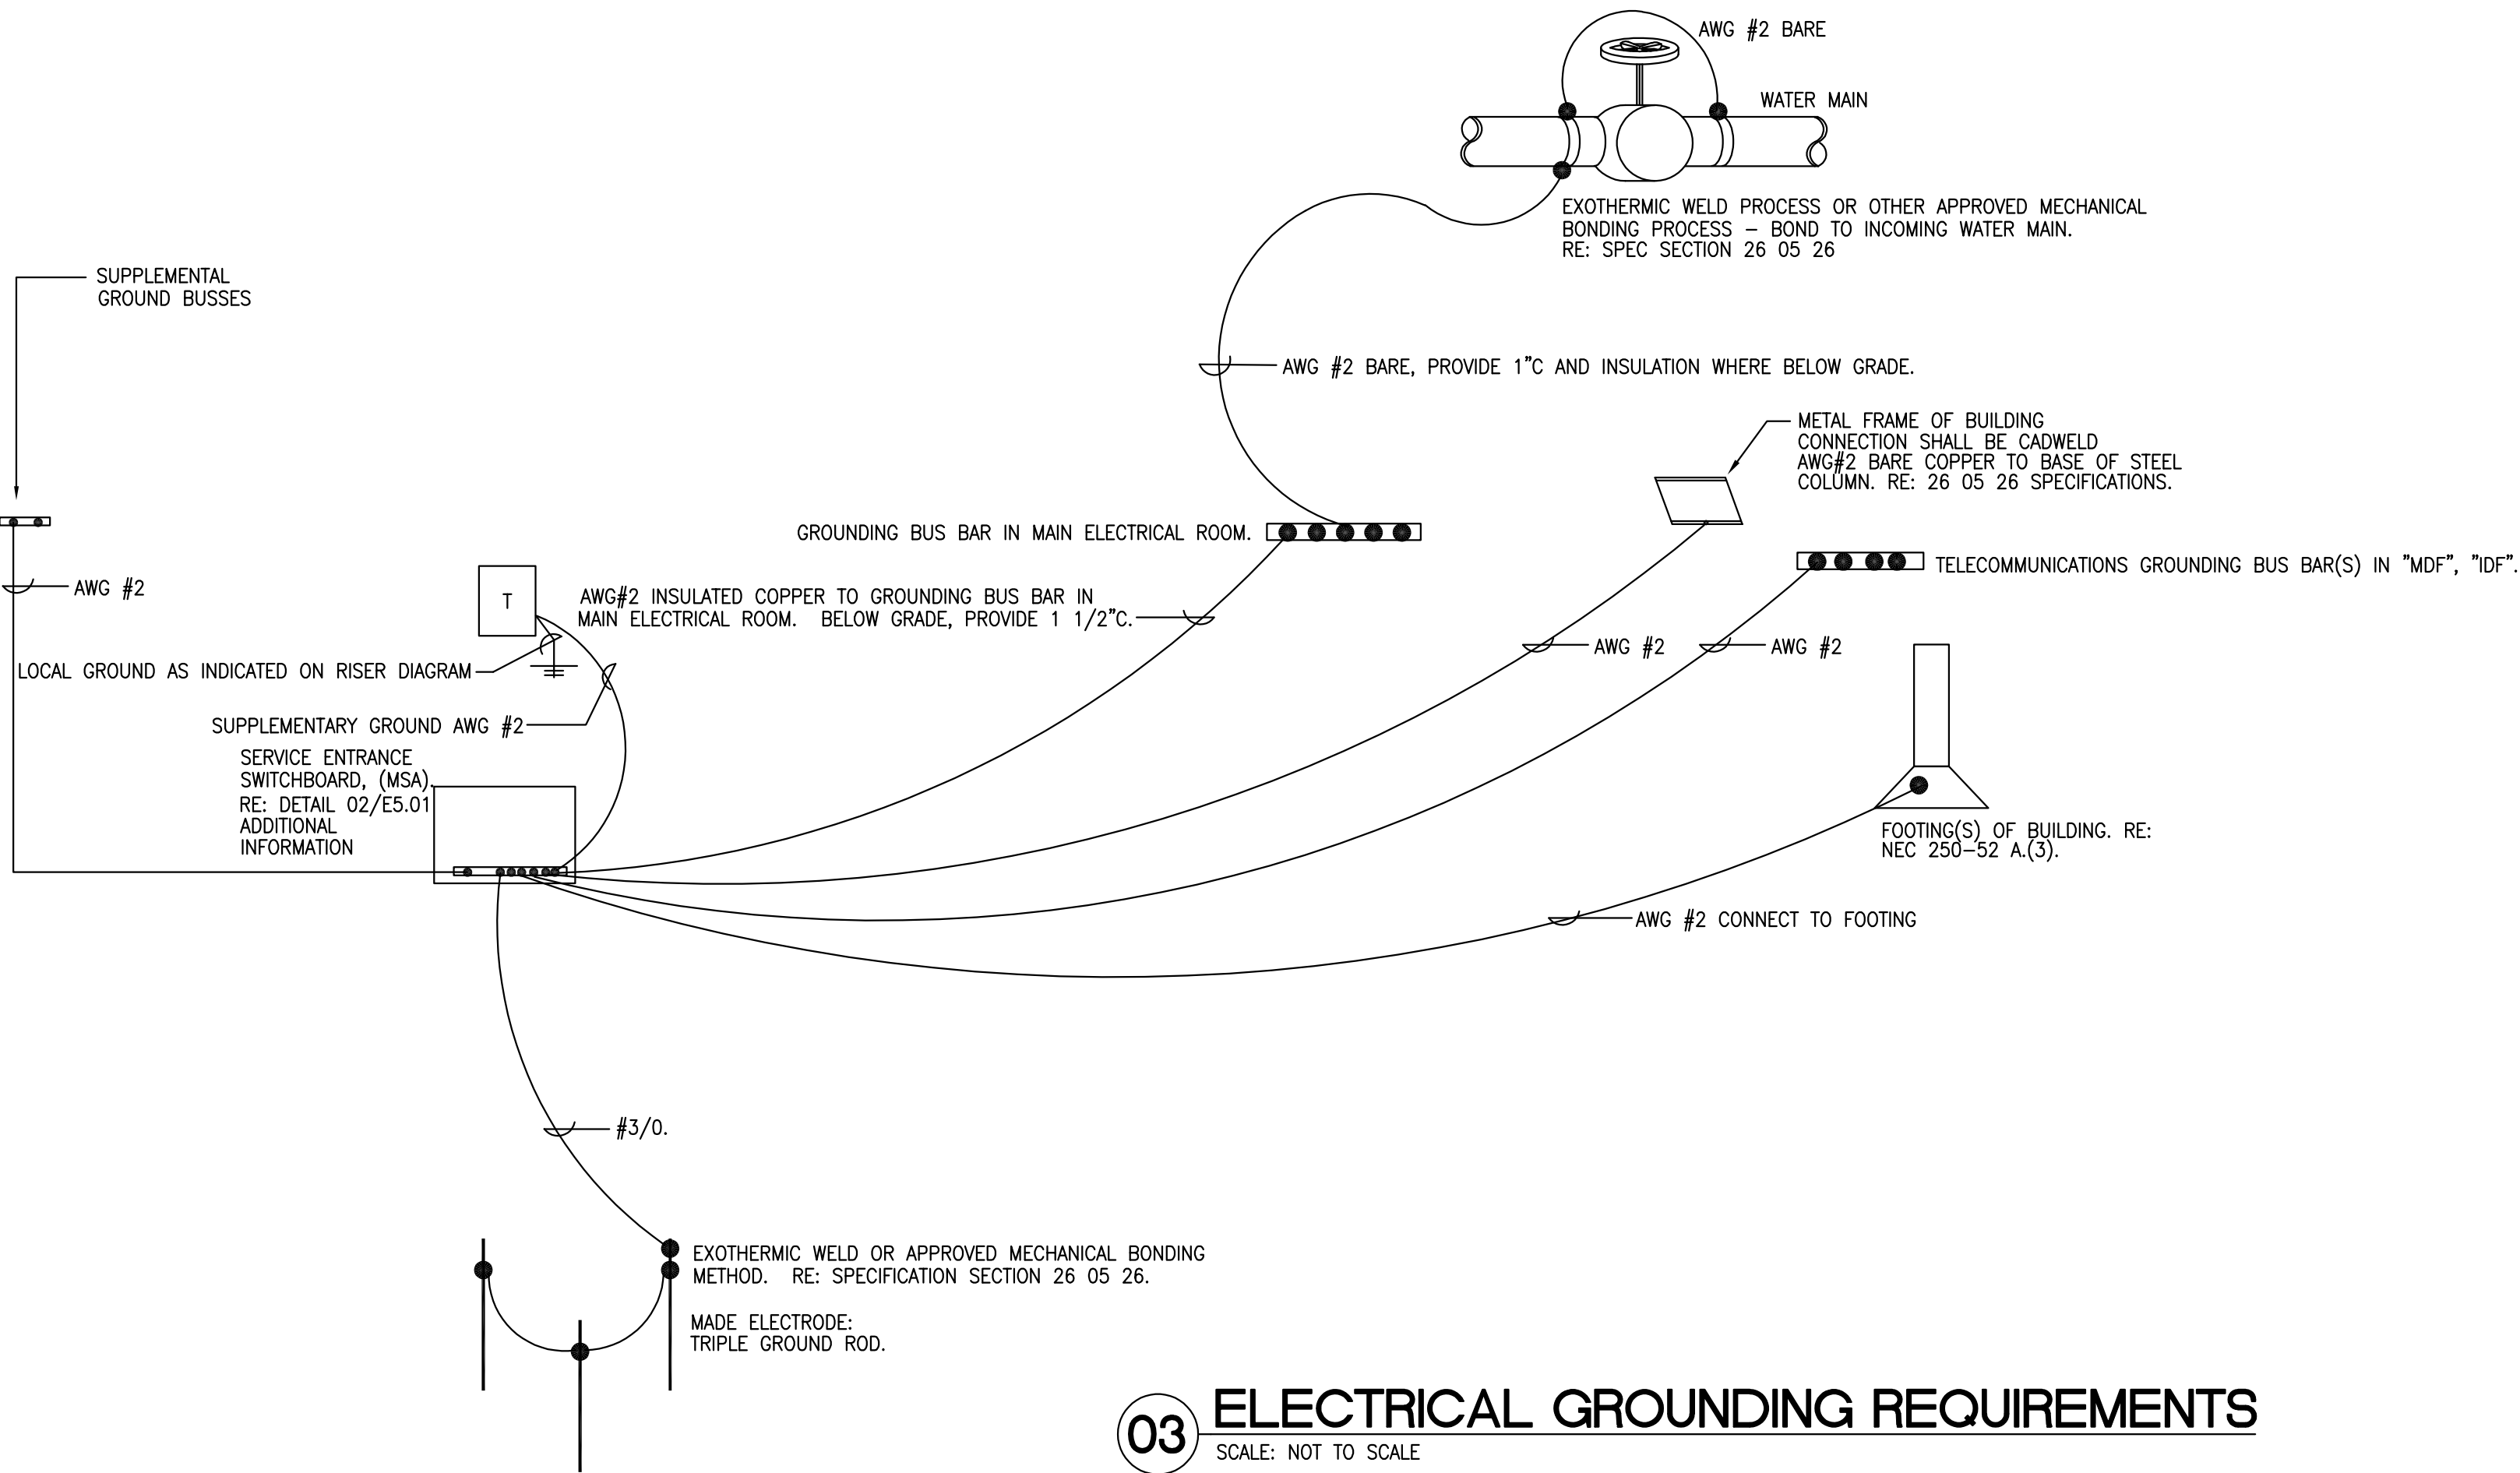 AWG #2 BARE
WATER MAIN
EXOTHERMIC WELD PROCESS OR OTHER APPROVED MECHANICAL
BONDING PROCESS – BOND TO INCOMING WATER MAIN.
RE: SPEC SECTION 26 05 26
SUPPLEMENTAL
GROUND BUSSES
AWG #2 BARE, PROVIDE 1"C AND INSULATION WHERE BELOW GRADE.
METAL FRAME OF BUILDING
CONNECTION SHALL BE CADWELD
AWG#2 BARE COPPER TO BASE OF STEEL
COLUMN. RE: 26 05 26 SPECIFICATIONS.
GROUNDING BUS BAR IN MAIN ELECTRICAL ROOM.
TELECOMMUNICATIONS GROUNDING BUS BAR(S) IN "MDF", "IDF".
AWG #2
T
AWG#2 INSULATED COPPER TO GROUNDING BUS BAR IN
MAIN ELECTRICAL ROOM. BELOW GRADE, PROVIDE 1 1/2"C.
AWG #2
AWG #2
LOCAL GROUND AS INDICATED ON RISER DIAGRAM
SUPPLEMENTARY GROUND AWG #2
SERVICE ENTRANCE
SWITCHBOARD, (MSA).
RE: DETAIL 02/E5.01
ADDITIONAL
INFORMATION
FOOTING(S) OF BUILDING. RE:
NEC 250–52 A.(3).
AWG #2 CONNECT TO FOOTING
#3/0.
EXOTHERMIC WELD OR APPROVED MECHANICAL BONDING
METHOD. RE: SPECIFICATION SECTION 26 05 26.
MADE ELECTRODE:
TRIPLE GROUND ROD.
03 ELECTRICAL GROUNDING REQUIREMENTS
SCALE: NOT TO SCALE